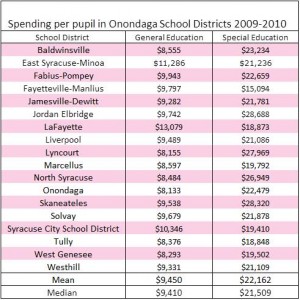 Spending per pupil in Onondaga School Districts 2009-2010
School District General Education Special Education
Baldwinsville $8,555 $23,234
East Syracuse-Minoa $11,286 $21,236
Fabius-Pompey $9,943 $22,659
Fayetteville-Manlius $9,797 $15,094
Jamesville-Dewitt $9,282 $21,781
Jordan Elbridge $9,742 $28,688
LaFayette $13,079 $18,873
Liverpool $9,489 $21,086
Lyncourt $8,155 $27,969
Marcellus $8,597 $19,792
North Syracuse $8,484 $26,949
Onondaga $8,133 $22,479
Skaneateles $9,538 $28,320
Solvay $9,679 $21,878
Syracuse City School District $10,346 $19,410
Tully $8,376 $18,848
West Genesee $8,293 $19,502
Westhill $9,331 $21,109
Mean $9,450 $22,162
Median $9,410 $21,509